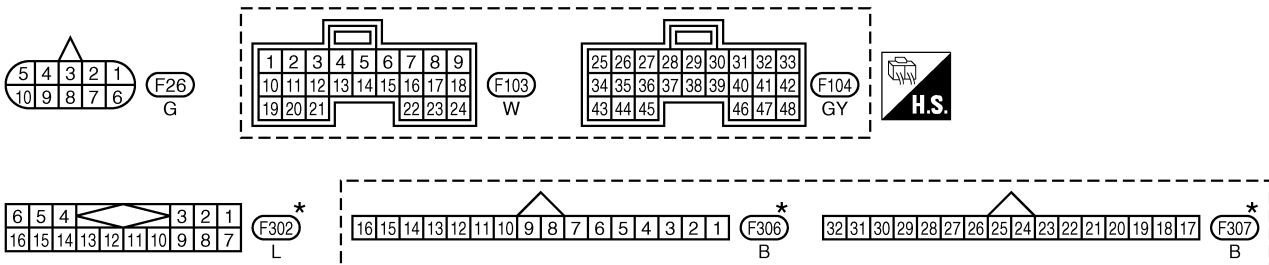 5 4 3 2 1
10 9 8 7 6
F26
G
1 2 3 4 5 6 7 8 9
10 11 12 13 14 15 16 17 18
19 20 21 22 23 24
F103
W
25 26 27 28 29 30 31 32 33
34 35 36 37 38 39 40 41 42
43 44 45 46 47 48
F104
GY
H.S.
6 5 4 3 2 1
16 15 14 13 12 11 10 9 8 7
F302 *
L
16 15 14 13 12 11 10 9 8 7 6 5 4 3 2 1
F306 *
B
32 31 30 29 28 27 26 25 24 23 22 21 20 19 18 17
F307 *
B